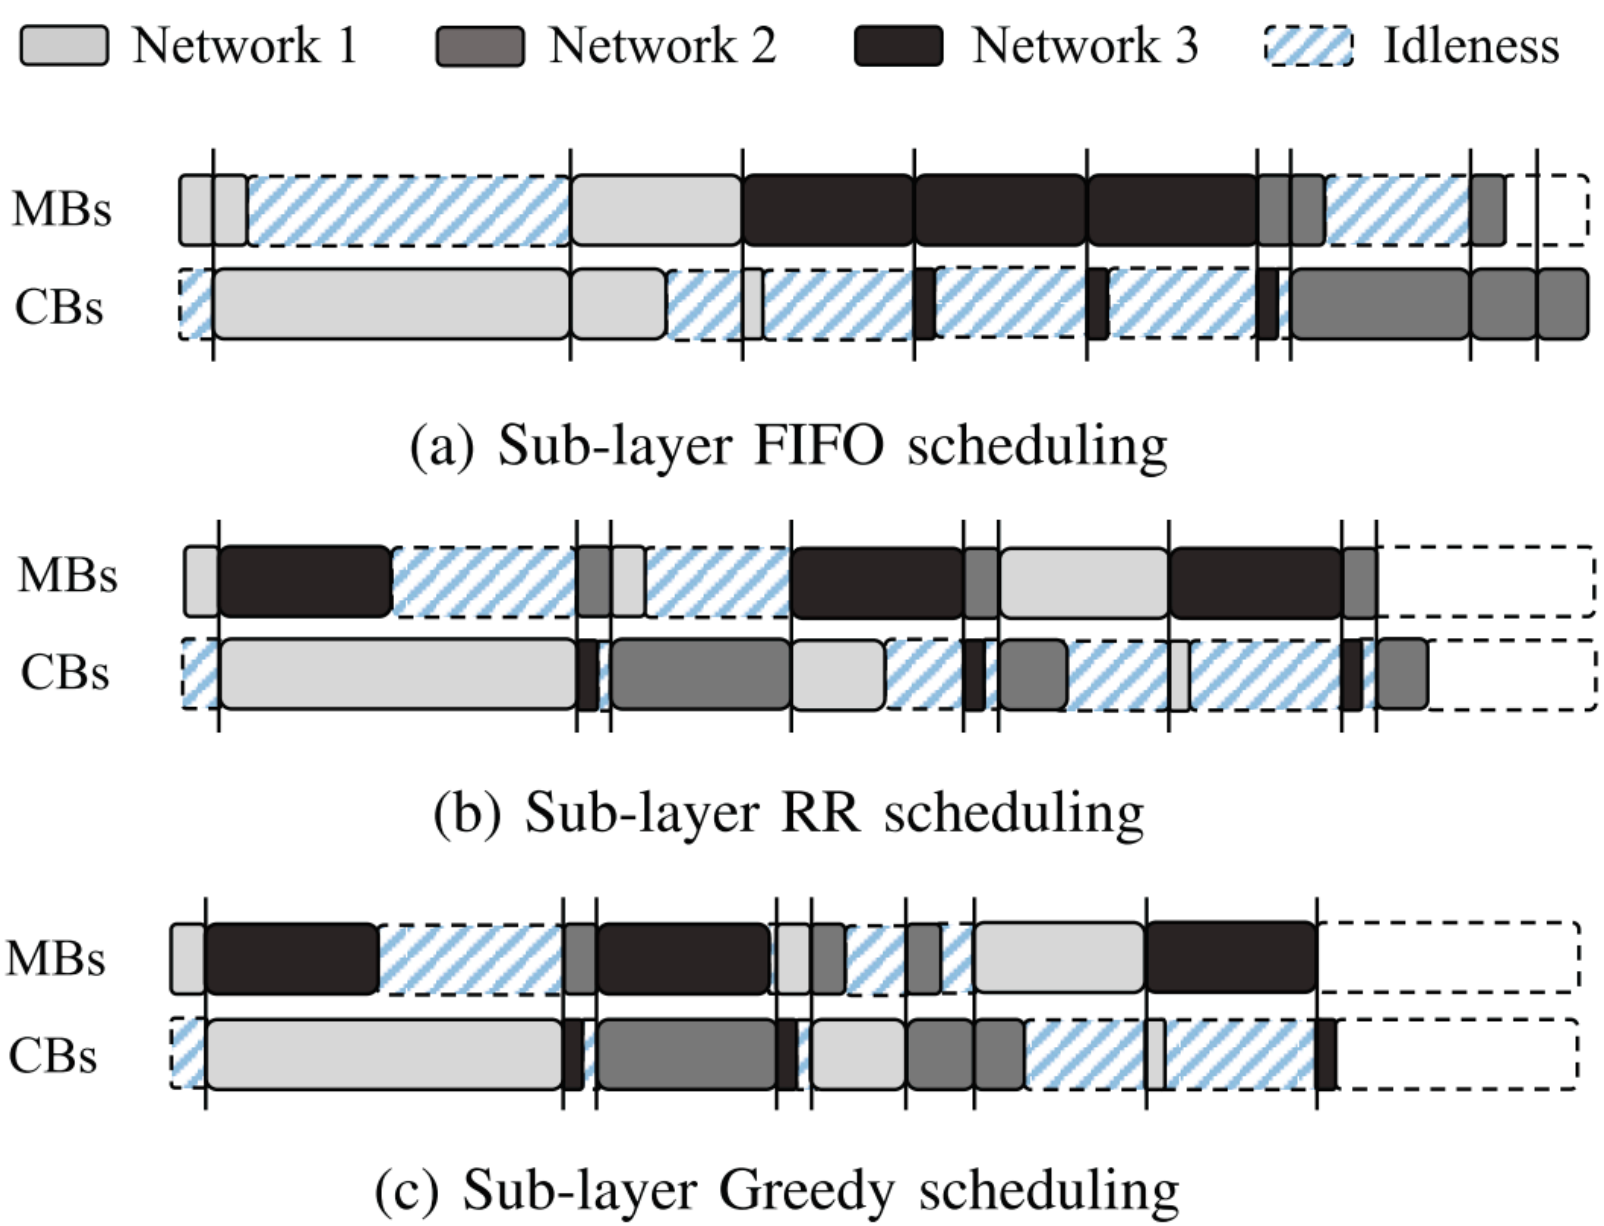 Network 1 Network 2 Network 3 Idleness
MBs
CBs
(a) Sub-layer FIFO scheduling
MBs
CBs
(b) Sub-layer RR scheduling
MBs
CBs
(c) Sub-layer Greedy scheduling